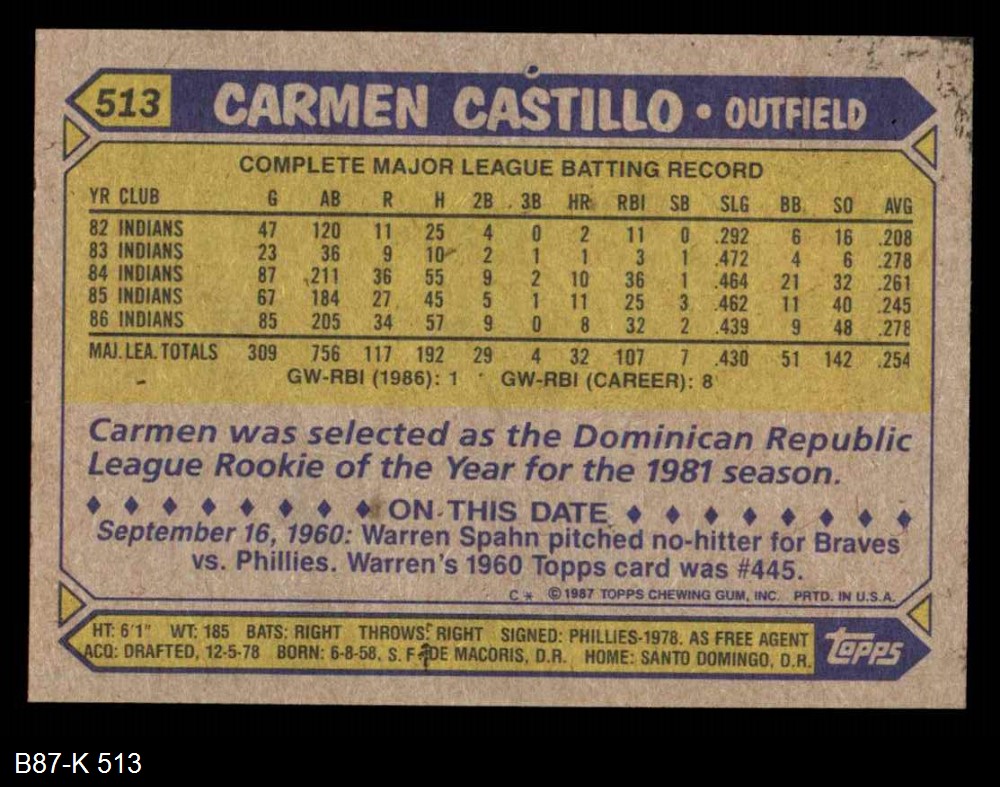 513 CARMEN CASTILLO • OUTFIELD
COMPLETE MAJOR LEAGUE BATTING RECORD
YR CLUB G AB R H 2B 3B HR RBI SB SLG BB SO AVG
82 INDIANS 47 120 11 25 4 0 2 11 0 .292 6 16 .208
83 INDIANS 23 36 9 10 2 1 1 3 1 .472 4 6 .278
84 INDIANS 87 211 36 55 9 2 10 36 1 .464 21 32 .261
85 INDIANS 67 184 27 45 5 1 11 25 3 .462 11 40 .245
86 INDIANS 85 205 34 57 9 0 8 32 2 .439 9 48 .278
MAJ. LEA. TOTALS 309 756 117 192 29 4 32 107 7 .430 51 142 .254
GW-RBI (1986): 1 GW-RBI (CAREER): 8
Carmen was selected as the Dominican Republic
League Rookie of the Year for the 1981 season.
ON THIS DATE
September 16, 1960: Warren Spahn pitched no-hitter for Braves
vs. Phillies. Warren's 1960 Topps card was #445.
C* ©1987 TOPPS CHEWING GUM, INC. PRTD. IN U.S.A.
HT: 6'1" WT: 185 BATS: RIGHT THROWS: RIGHT SIGNED: PHILLIES-1978. AS FREE AGENT
ACQ: DRAFTED, 12-5-78 BORN: 6-8-58, S. F. DE MACORIS, D.R. HOME: SANTO DOMINGO, D.R.
topps
B87-K 513